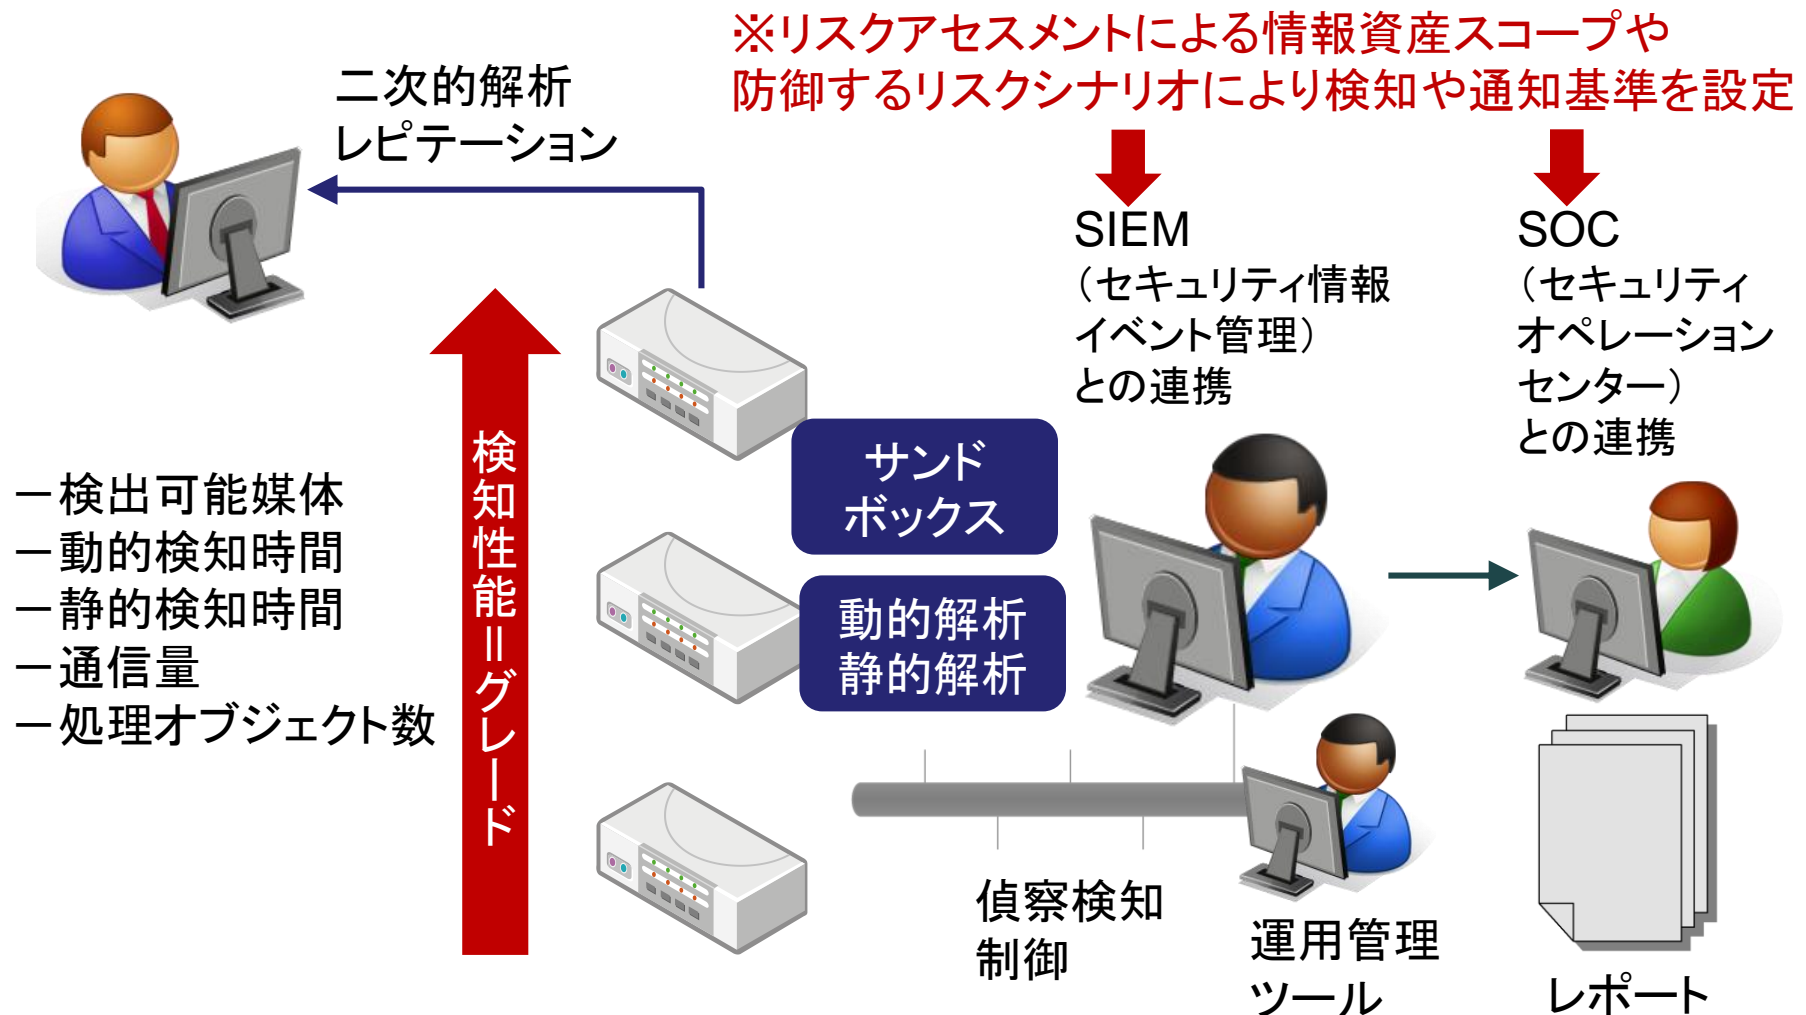 ※リスクアセスメントによる情報資産スコープや
防御するリスクシナリオにより検知や通知基準を設定
二次的解析
レピテーション
SIEM
（セキュリティ情報
イベント管理）
との連携
SOC
（セキュリティ
オペレーション
センター）
との連携
検知性能＝グレード
－検出可能媒体
－動的検知時間
－静的検知時間
－通信量
－処理オブジェクト数
サンド
ボックス
動的解析
静的解析
偵察検知
制御
運用管理
ツール
レポート